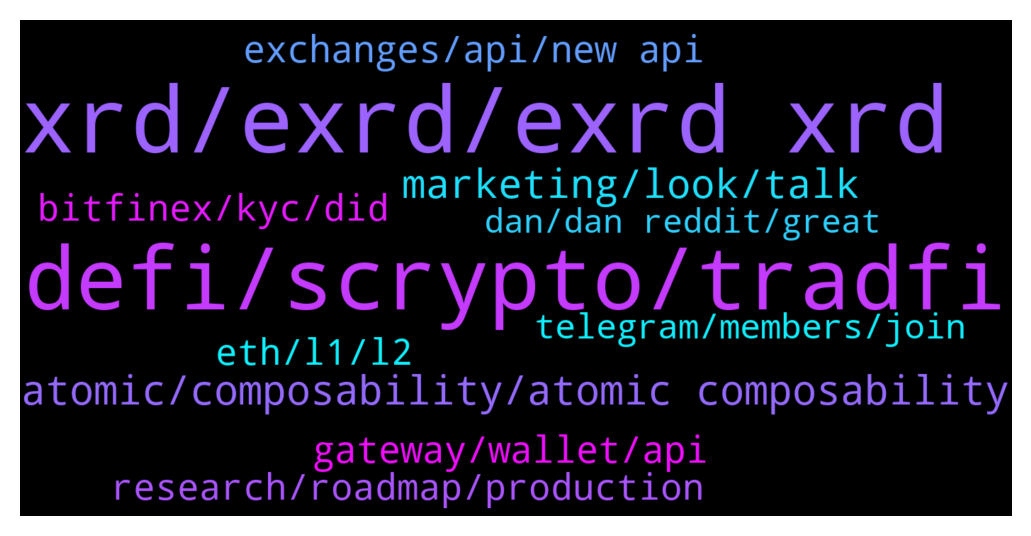 exchanges/api/new api
xrd/exrd/exrd xrd
marketing/look/talk
bitfinex/kyc/did
dan/dan reddit/great
defi/scrypto/tradfi
telegram/members/join
eth/l1/l2
atomic/composability/atomic composability
gateway/wallet/api
research/roadmap/production